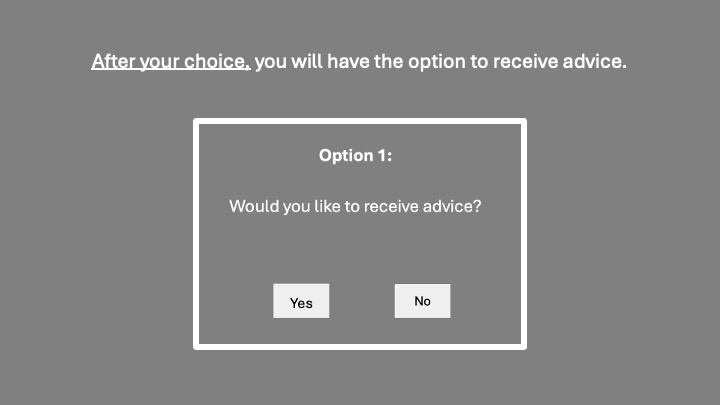 After your choice, you will have the option to receive advice.
Option 1:
Would you like to receive advice?
Yes
No